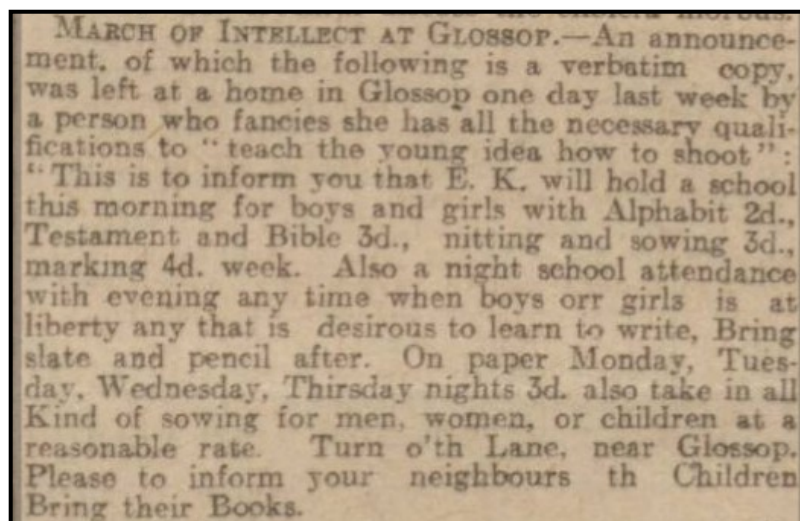 MARCH OF INTELLECT AT GLOSSOP.—An announce-
ment, of which the following is a verbatim copy,
was left at a home in Glossop one day last week by
a person who fancies she has all the necessary quali-
fications to "teach the young idea how to shoot":
"This is to inform you that E. K. will hold a school
this morning for boys and girls with Alphabit 2d.,
Testament and Bible 3d., nitting and sowing 3d.,
marking 4d. week. Also a night school attendance
with evening any time when boys orr girls is at
liberty any that is desirous to learn to write, Bring
slate and pencil after. On paper Monday, Tues-
day, Wednesday, Thirsday nights 3d. also take in all
Kind of sowing for men, women, or children at a
reasonable rate. Turn o'th Lane, near Glossop.
Please to inform your neighbours th Children
Bring their Books.